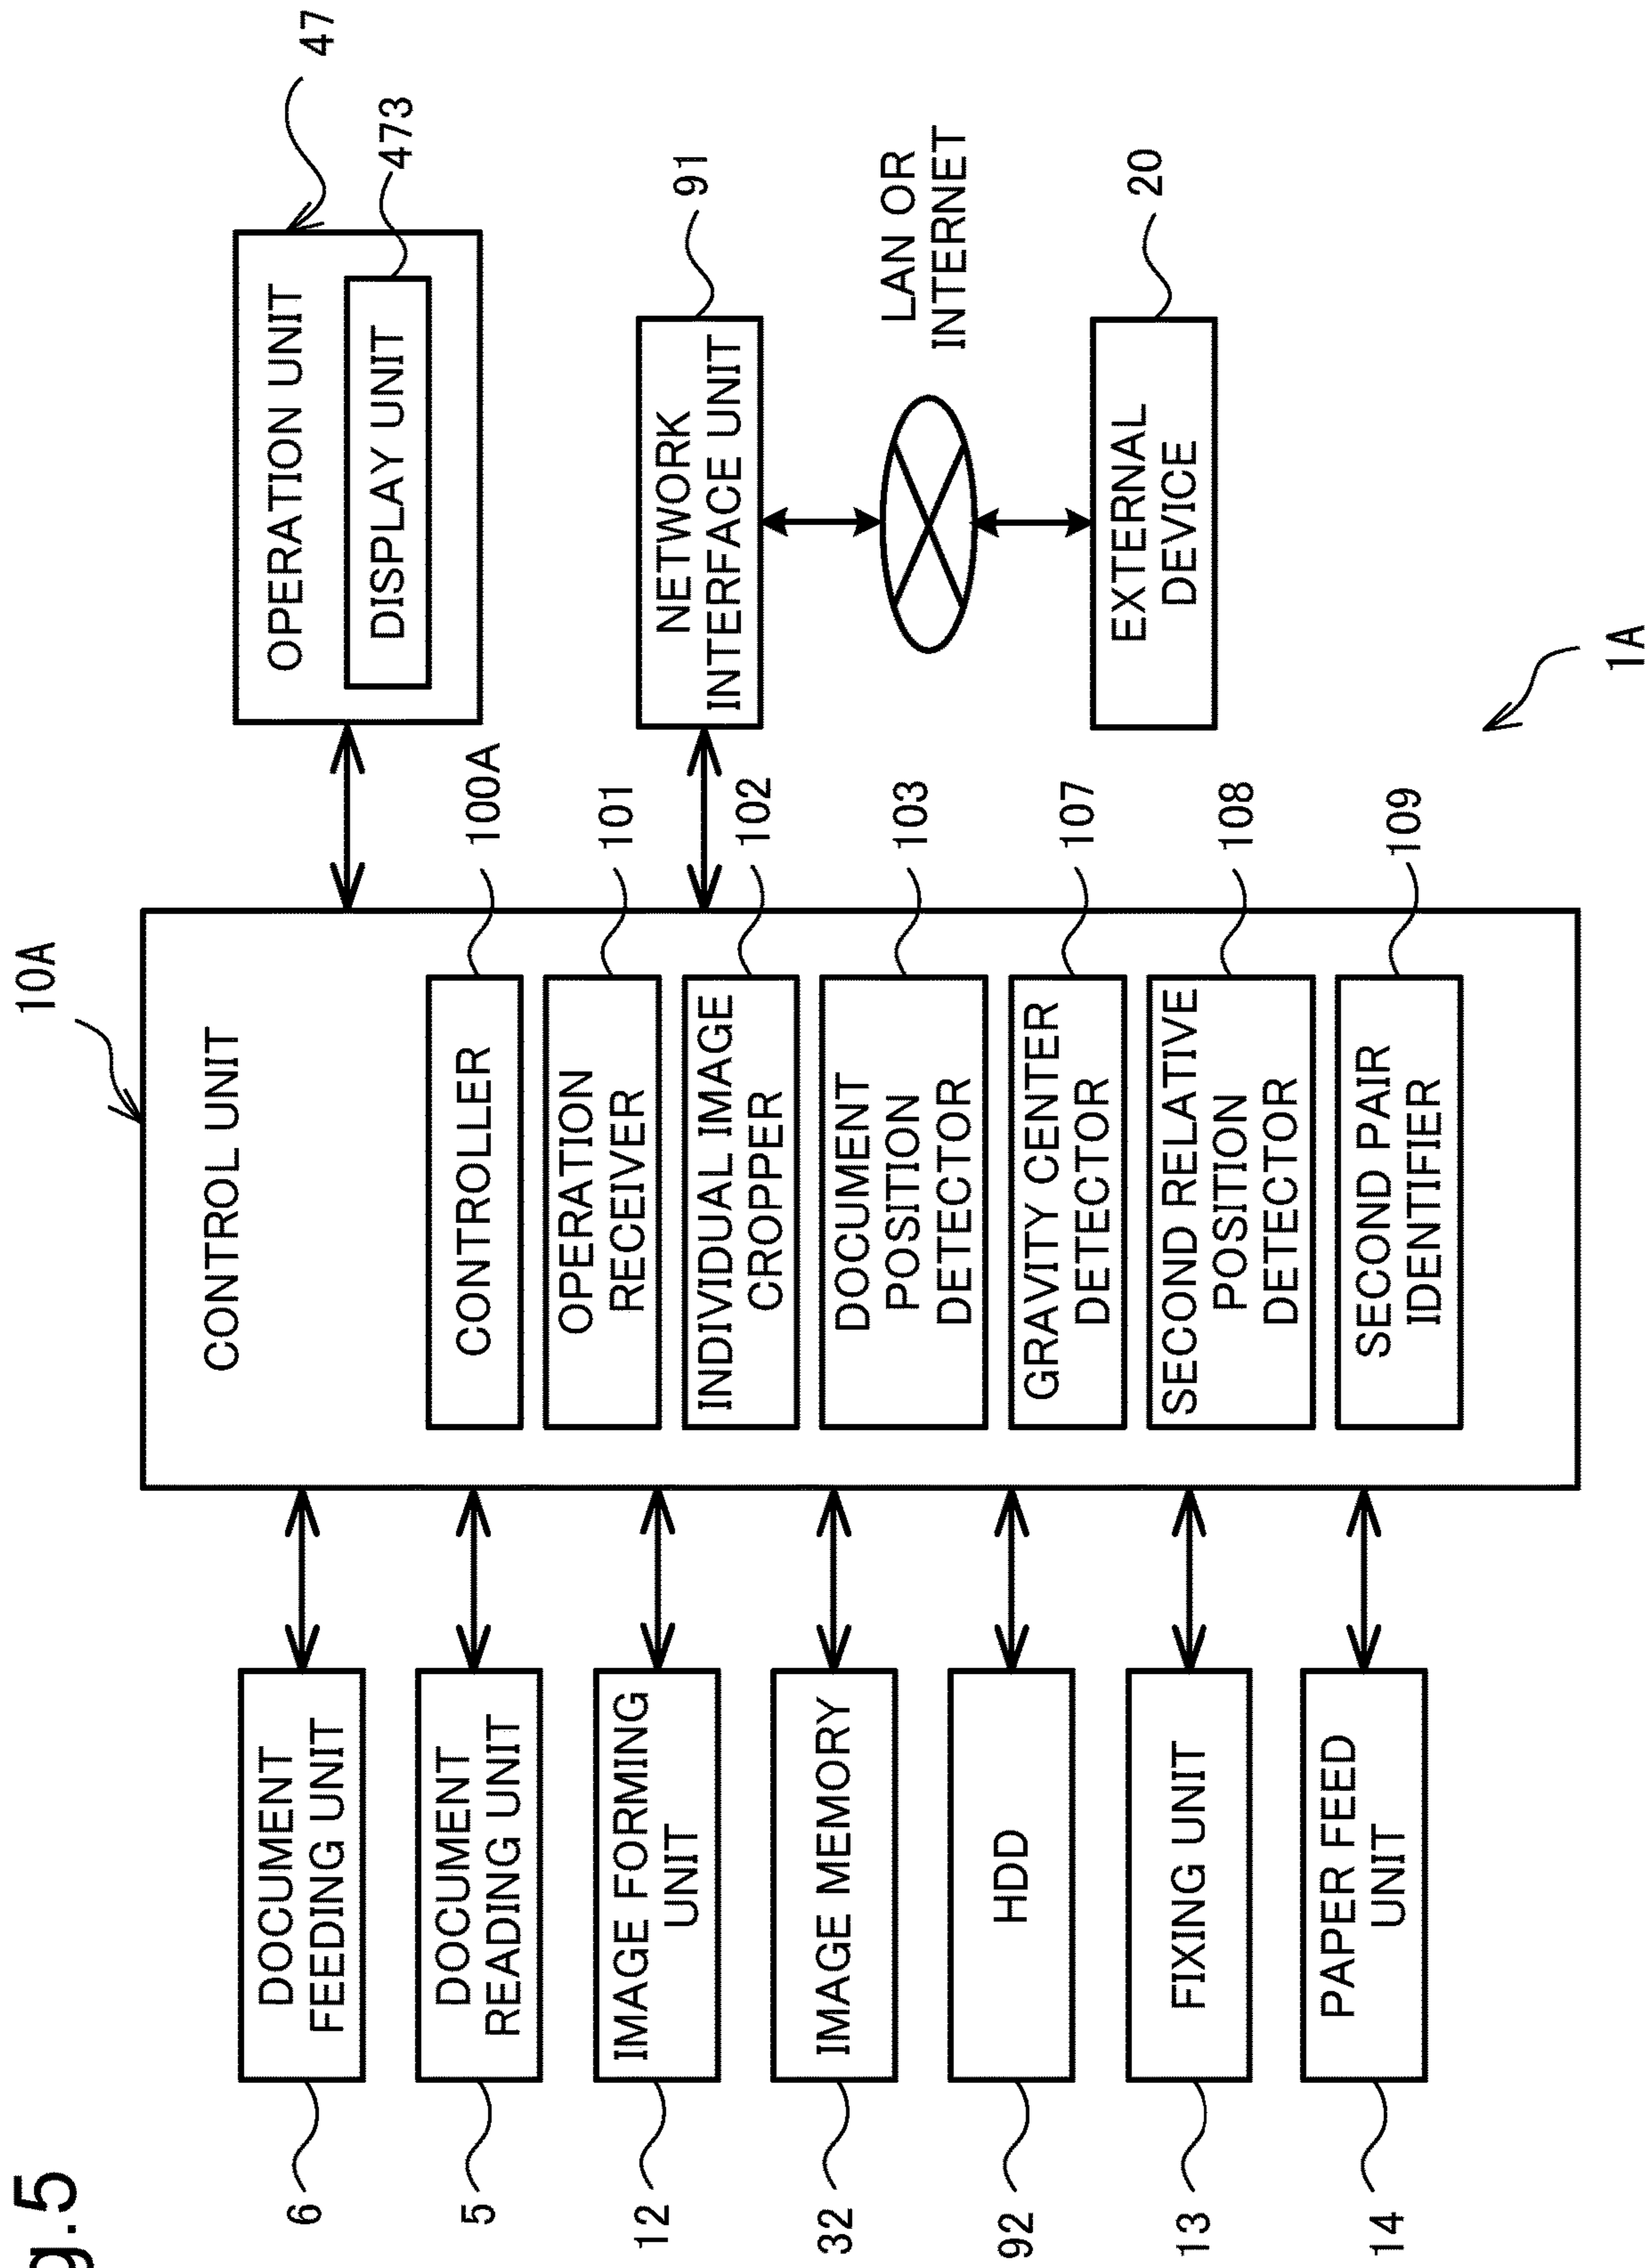 g.5
10A
CONTROL UNIT
6
DOCUMENT
FEEDING UNIT
5
DOCUMENT
READING UNIT
12
IMAGE FORMING
UNIT
32
IMAGE MEMORY
92
HDD
13
FIXING UNIT
14
PAPER FEED
UNIT
CONTROLLER
100A
OPERATION
RECEIVER
101
INDIVIDUAL IMAGE
CROPPER
102
DOCUMENT
POSITION
DETECTOR
103
GRAVITY CENTER
DETECTOR
107
SECOND RELATIVE
POSITION
DETECTOR
108
SECOND PAIR
IDENTIFIER
109
OPERATION UNIT
47
DISPLAY UNIT
473
NETWORK
INTERFACE UNIT
91
LAN OR
INTERNET
EXTERNAL
DEVICE
20
1A